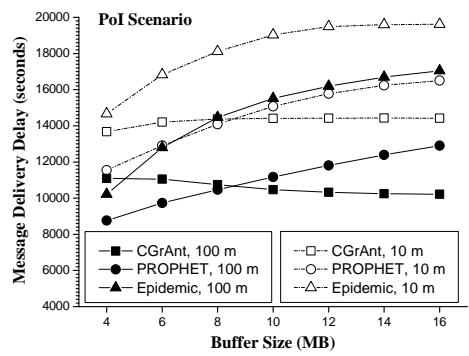 PoI Scenario
Message Delivery Delay (seconds)
20000
18000
16000
14000
12000
10000
8000
6000
4000
CGrAnt, 100 m
PROPHET, 100 m
Epidemic, 100 m
CGrAnt, 10 m
PROPHET, 10 m
Epidemic, 10 m
4 6 8 10 12 14 16
Buffer Size (MB)